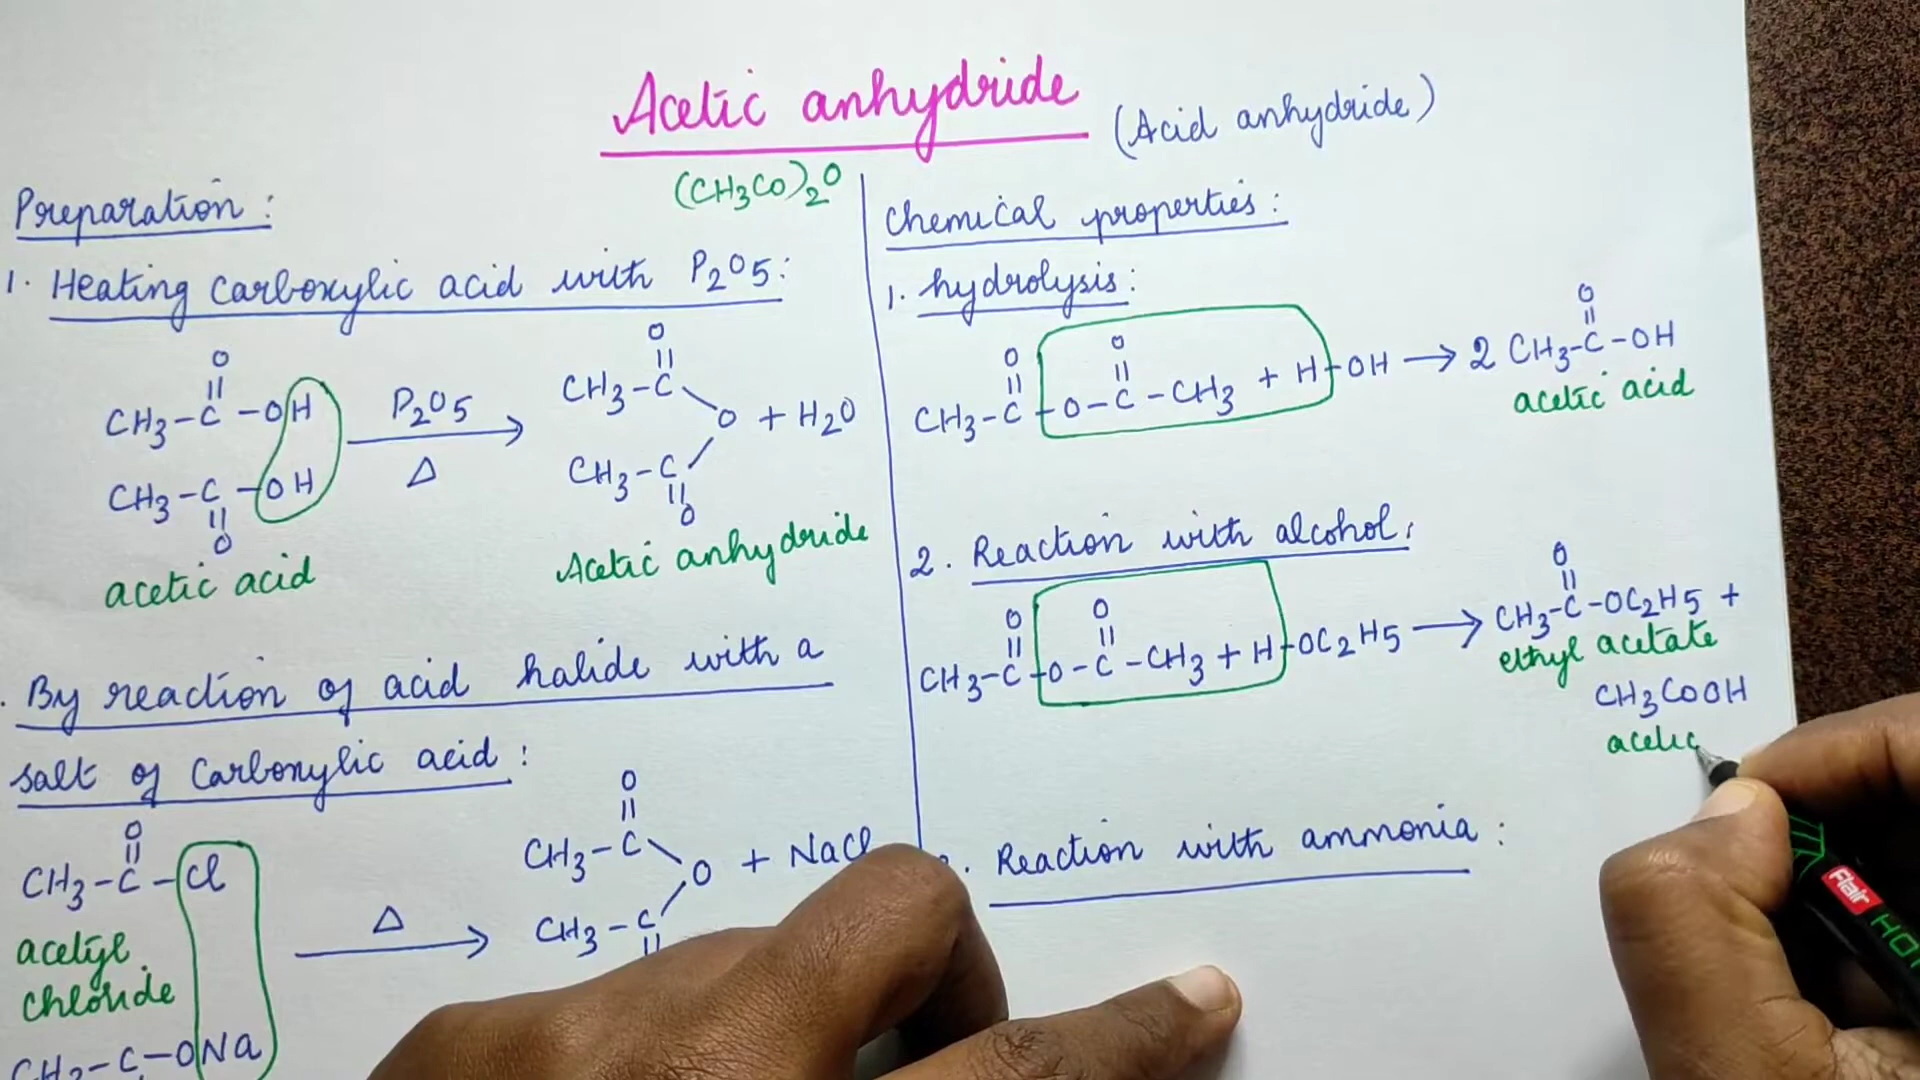 Acetic anhydride (Acid anhydride)
(CH3CO)2O
Preparation:
1. Heating carboxylic acid with P2O5:
O
||
CH3-C-OH
CH3-C-OH
||
O
acetic acid
P2O5
Δ
O
||
CH3-C
O + H2O
CH3-C
||
O
Acetic anhydride
. By reaction of acid halide with a
salt of Carboxylic acid:
O
||
CH3-C-Cl
acetyl
chloride
CH3-C-ONa
Δ
O
||
CH3-C
O + NaCl
CH3-C
||
Chemical properties:
1. hydrolysis:
O O O
|| || ||
CH3-C-O-C-CH3 + H-OH → 2 CH3-C-OH
acetic acid
2. Reaction with alcohol:
O O O
|| || ||
CH3-C-O-C-CH3 + H-OC2H5 → CH3-C-OC2H5 +
ethyl acetate
CH3COOH
acetic
. Reaction with ammonia:
Flair